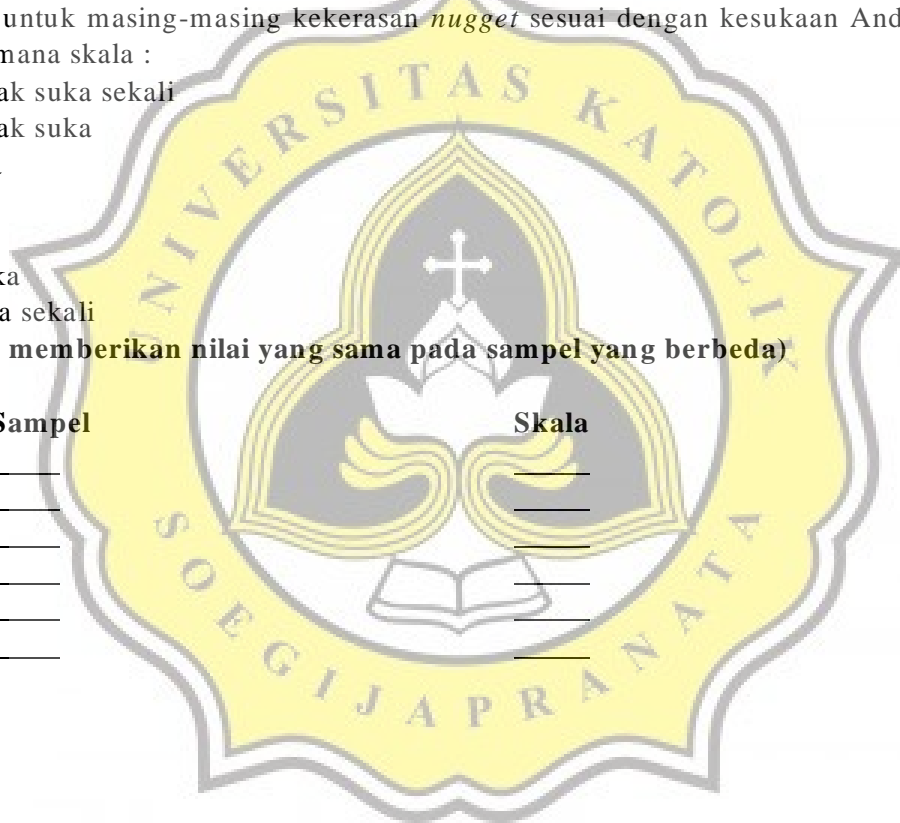 untuk masing-masing kekerasan nugget sesuai dengan kesukaan And
mana skala :
ak suka sekali
ak suka
ka
a sekali
memberikan nilai yang sama pada sampel yang berbeda)
Sampel Skala
UNIVERSITAS KATOLIK
SOEGIJAPRANATA